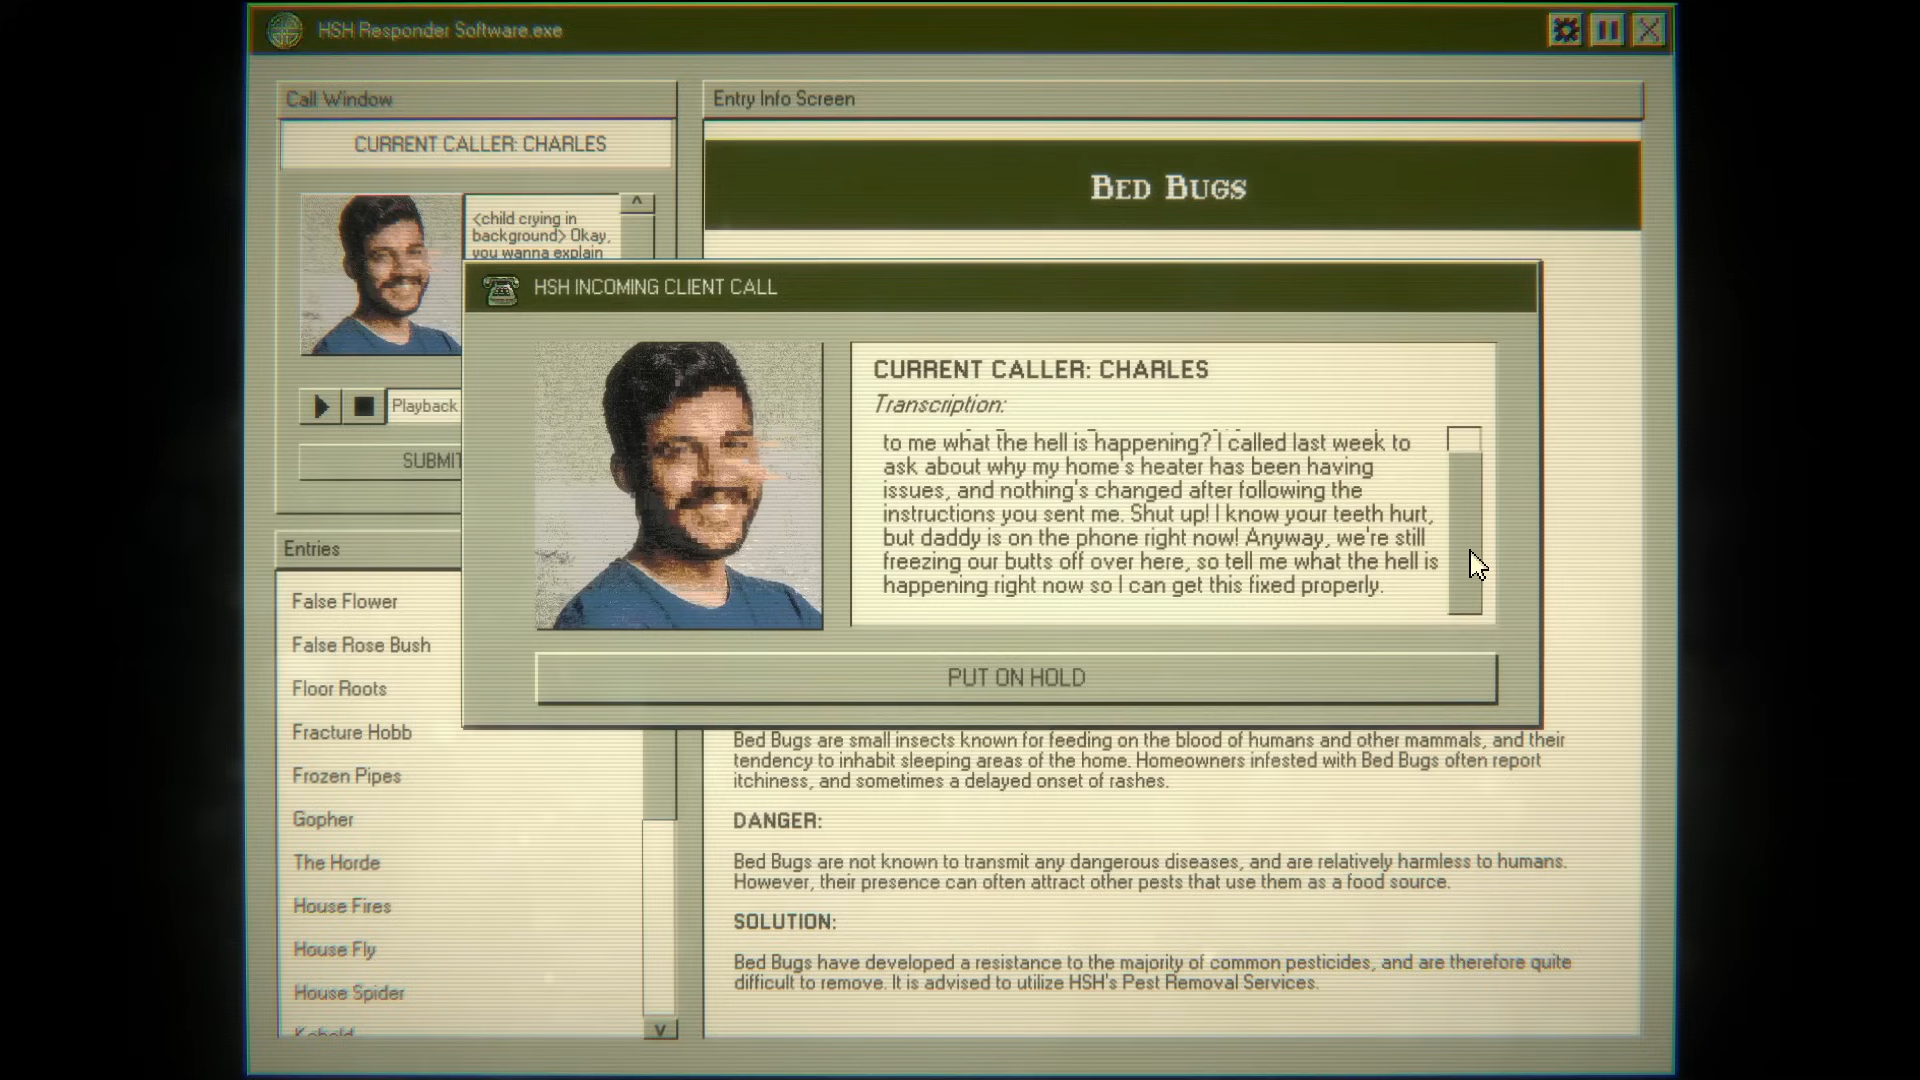 HSH Responder Software.exe
Call Window
CURRENT CALLER: CHARLES
<child crying in
background> Okay,
you wanna explain
^
Playback
SUBMIT
Entries
False Flower
False Rose Bush
Floor Roots
Fracture Hobb
Frozen Pipes
Gopher
The Horde
House Fires
House Fly
House Spider
Kobold
V
Entry Info Screen
BED BUGS
HSH INCOMING CLIENT CALL
CURRENT CALLER: CHARLES
Transcription:
to me what the hell is happening? I called last week to
ask about why my home's heater has been having
issues, and nothing's changed after following the
instructions you sent me. Shut up! I know your teeth hurt,
but daddy is on the phone right now! Anyway, we're still
freezing our butts off over here, so tell me what the hell is
happening right now so I can get this fixed properly.
PUT ON HOLD
Bed Bugs are small insects known for feeding on the blood of humans and other mammals, and their
tendency to inhabit sleeping areas of the home. Homeowners infested with Bed Bugs often report
itchiness, and sometimes a delayed onset of rashes.
DANGER:
Bed Bugs are not known to transmit any dangerous diseases, and are relatively harmless to humans.
However, their presence can often attract other pests that use them as a food source.
SOLUTION:
Bed Bugs have developed a resistance to the majority of common pesticides, and are therefore quite
difficult to remove. It is advised to utilize HSH's Pest Removal Services.